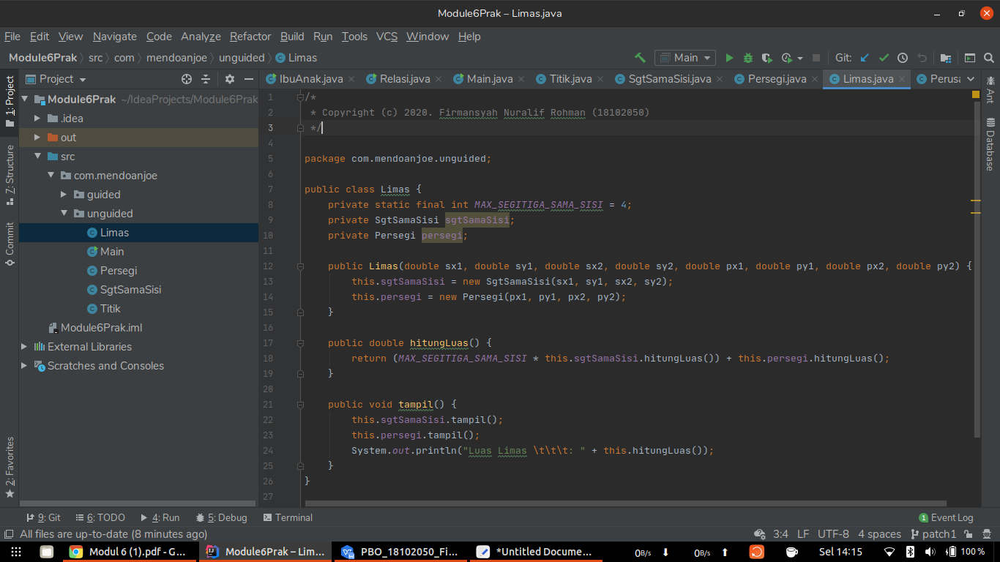 Module6Prak – Limas.java
File Edit View Navigate Code Analyze Refactor Build Run Tools VCS Window Help
Module6Prak src com mendoanjoe unguided Limas Main Git:
Project IbuAnak.java Relasi.java Main.java Titik.java SgtSamaSisi.java Persegi.java Limas.java Perusa
1: Project
Z: Structure
Commit
2: Favorites
Ant
Database
Module6Prak ~/IdeaProjects/Module6Prak
.idea
out
src
com.mendoanjoe
guided
unguided
Limas
Main
Persegi
SgtSamaSisi
Titik
Module6Prak.iml
External Libraries
Scratches and Consoles
1 /*
2  * Copyright (c) 2020. Firmansyah Nuralif Rohman (18102050)
3  */
4
5 package com.mendoanjoe.unguided;
6
7 public class Limas {
8     private static final int MAX_SEGITIGA_SAMA_SISI = 4;
9     private SgtSamaSisi sgtSamaSisi;
10     private Persegi persegi;
11
12     public Limas(double sx1, double sy1, double sx2, double sy2, double px1, double py1, double px2, double py2) {
13         this.sgtSamaSisi = new SgtSamaSisi(sx1, sy1, sx2, sy2);
14         this.persegi = new Persegi(px1, py1, px2, py2);
15     }
16
17     public double hitungLuas() {
18         return (MAX_SEGITIGA_SAMA_SISI * this.sgtSamaSisi.hitungLuas()) + this.persegi.hitungLuas();
19     }
20
21     public void tampil() {
22         this.sgtSamaSisi.tampil();
23         this.persegi.tampil();
24         System.out.println("Luas Limas \t\t\t: " + this.hitungLuas());
25     }
26 }
27
9: Git 6: TODO 4: Run 5: Debug Terminal 1 Event Log
All files are up-to-date (8 minutes ago) 3:4 LF UTF-8 4 spaces patch1
Modul 6 (1).pdf - G... Module6Prak – Lim... PBO_18102050_Fi... *Untitled Docume... 0B/s 0B/s Sel 14:15 100 %